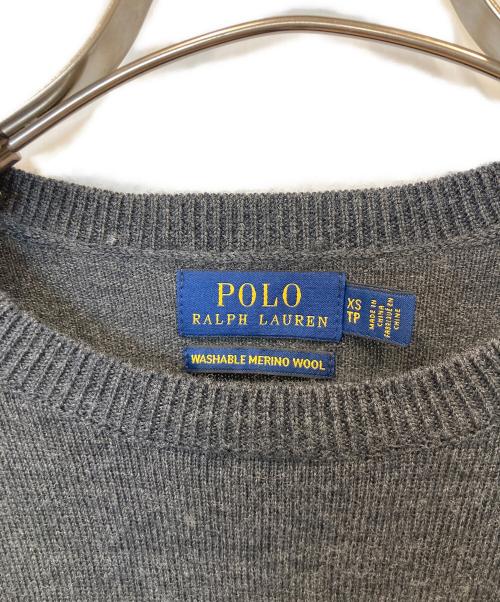 POLO
RALPH LAUREN
WASHABLE MERINO WOOL
XS
TP
MADE IN
CHINA
FABRIQUÉ EN
CHINE